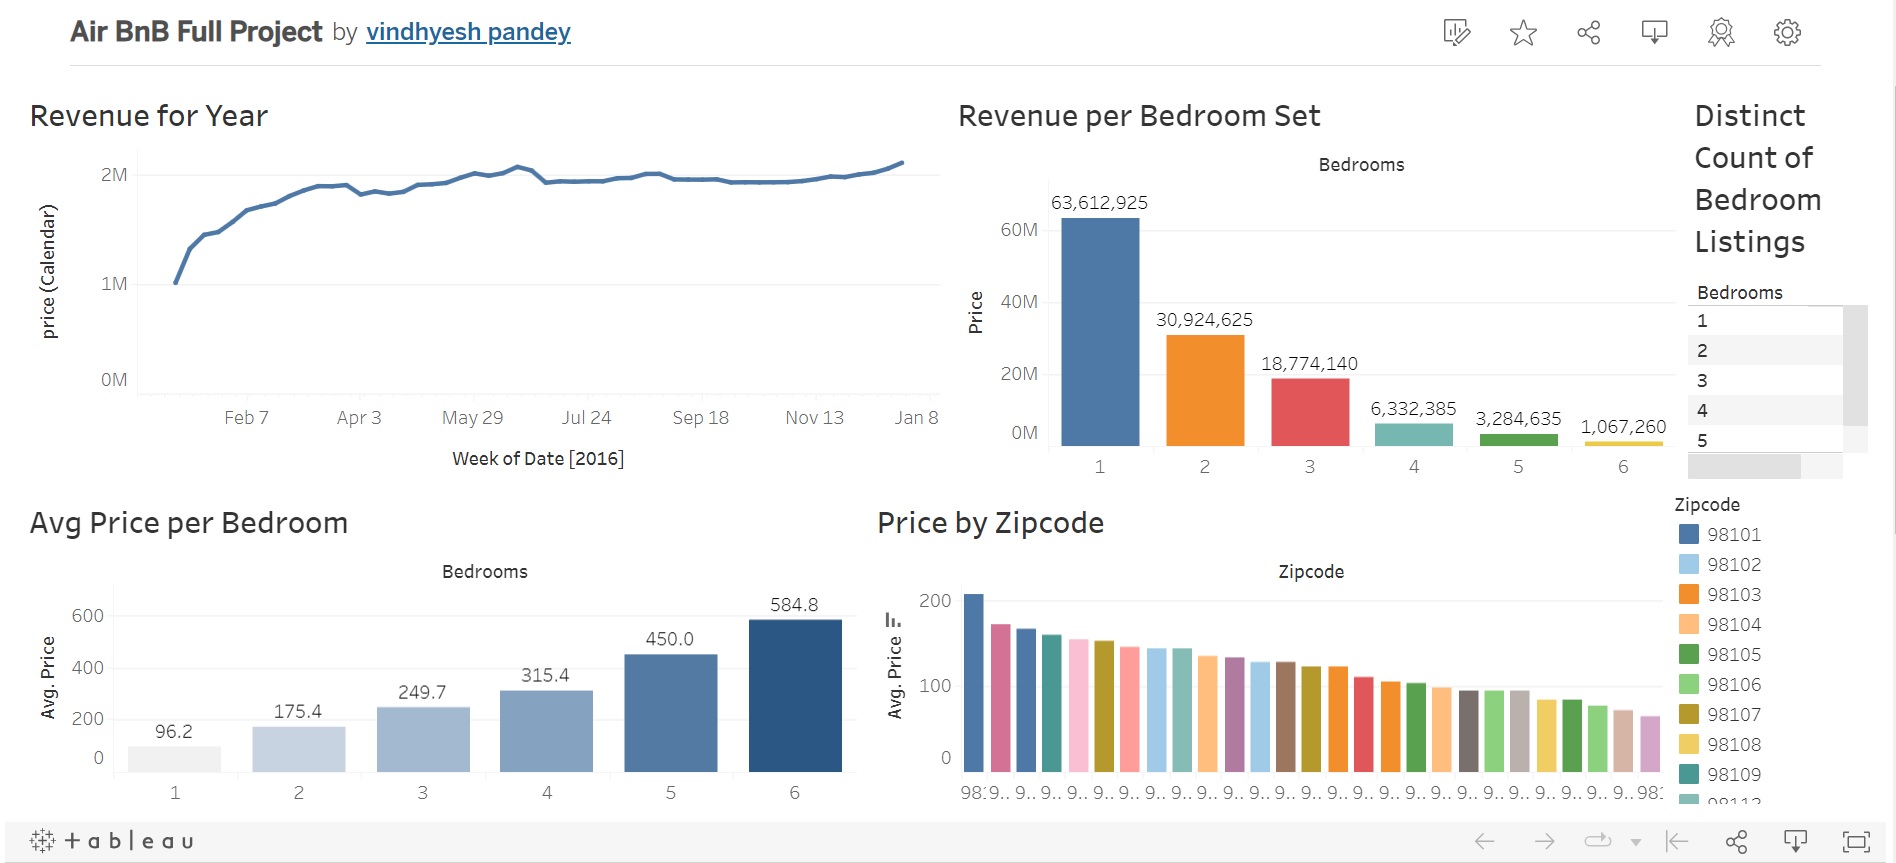 Air BnB Full Project by vindhyesh pandey
Revenue for Year
2M
1M
0M
price (Calendar)
Feb 7
Apr 3
May 29
Jul 24
Sep 18
Nov 13
Jan 8
Week of Date [2016]
Revenue per Bedroom Set
Bedrooms
63,612,925
30,924,625
18,774,140
6,332,385
3,284,635
1,067,260
60M
40M
20M
0M
Price
1
2
3
4
5
6
Distinct
Count of
Bedroom
Listings
Bedrooms
1
2
3
4
5
Avg Price per Bedroom
Bedrooms
600
400
200
0
Avg. Price
96.2
175.4
249.7
315.4
450.0
584.8
1
2
3
4
5
6
Price by Zipcode
Zipcode
200
100
0
Avg. Price
9.. 9.. 9.. 9.. 9.. 9.. 9.. 9.. 9.. 9.. 9.. 9.. 9.. 9.. 9.. 9.. 9.. 9.. 9.. 9.. 9.. 9.. 9.. 9.. 9..
Zipcode
98101
98102
98103
98104
98105
98106
98107
98108
98109
+ableau